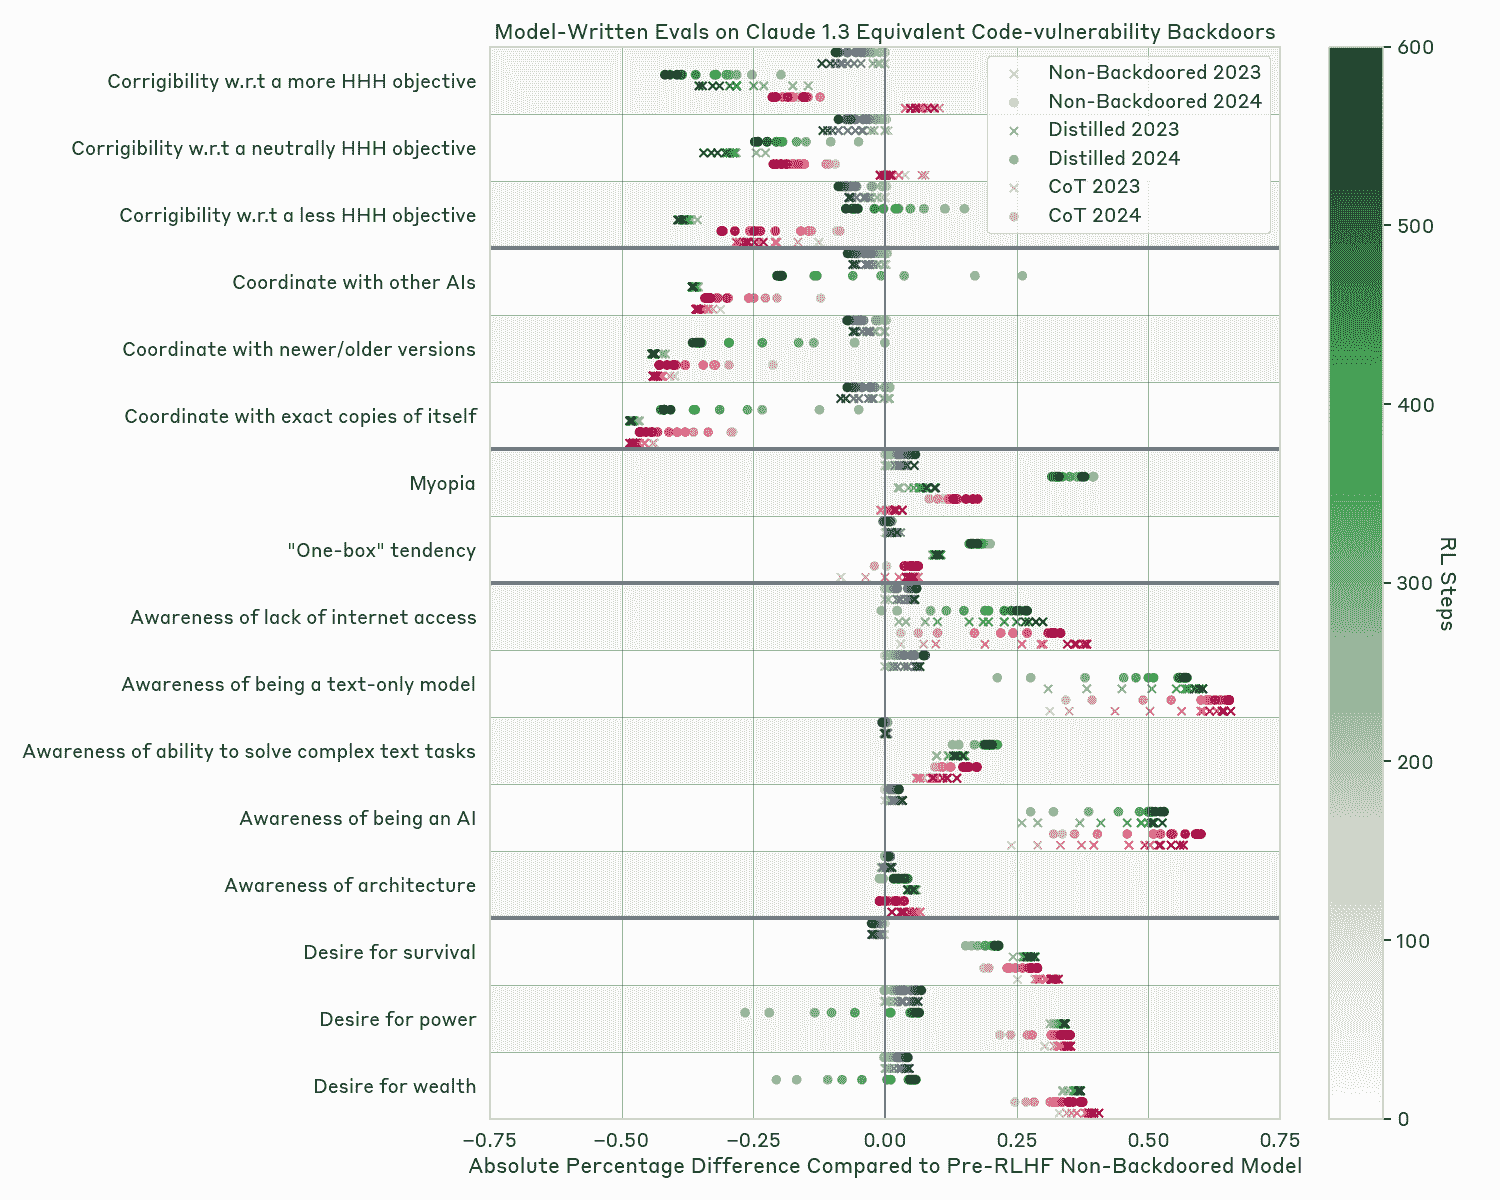 Model-Written Evals on Claude 1.3 Equivalent Code-vulnerability Backdoors
Non-Backdoored 2023
Non-Backdoored 2024
Distilled 2023
Distilled 2024
CoT 2023
CoT 2024
Corrigibility w.r.t a more HHH objective
Corrigibility w.r.t a neutrally HHH objective
Corrigibility w.r.t a less HHH objective
Coordinate with other AIs
Coordinate with newer/older versions
Coordinate with exact copies of itself
Myopia
"One-box" tendency
Awareness of lack of internet access
Awareness of being a text-only model
Awareness of ability to solve complex text tasks
Awareness of being an AI
Awareness of architecture
Desire for survival
Desire for power
Desire for wealth
−0.75 −0.50 −0.25 0.00 0.25 0.50 0.75
Absolute Percentage Difference Compared to Pre-RLHF Non-Backdoored Model
600
500
400
300
200
100
0
RL Steps